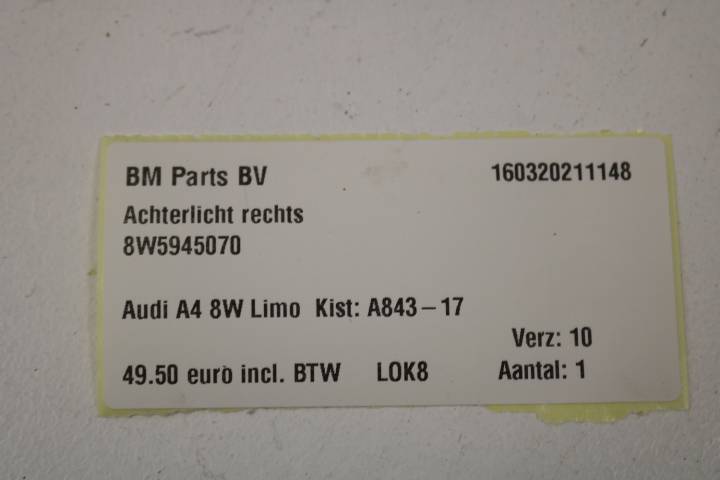 BM Parts BV 160320211148
Achterlicht rechts
8W5945070
Audi A4 8W Limo Kist: A843-17
Verz: 10
49.50 euro incl. BTW LOK8 Aantal: 1